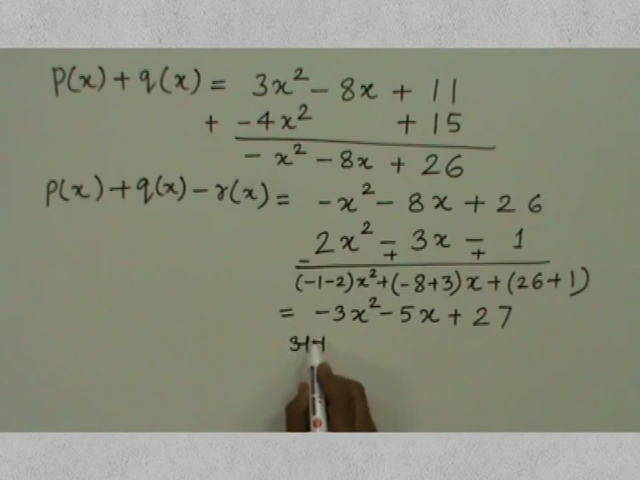 p(x) + q(x) = 3x² - 8x + 11
+ -4x² + 15
- x² - 8x + 26
p(x) + q(x) - r(x) = -x² - 8x + 26
2x² - 3x - 1
- + +
(-1-2)x² + (-8+3)x + (26+1)
= -3x² - 5x + 27